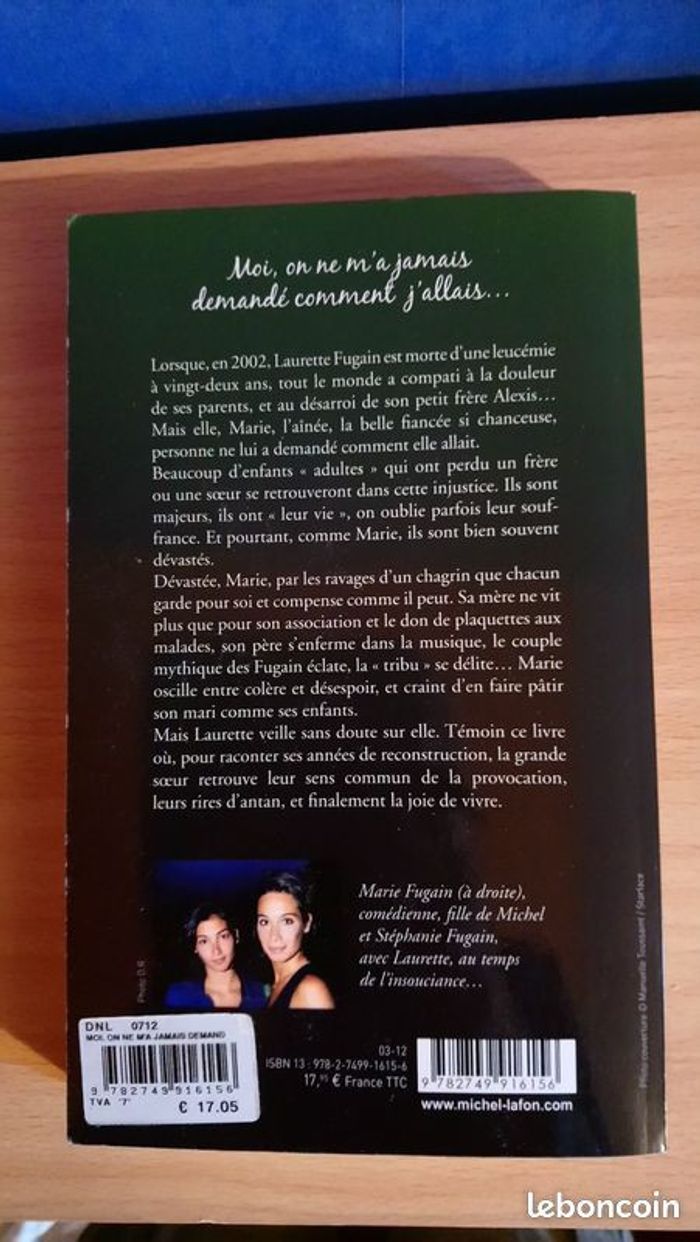 Moi, on ne m'a jamais
demandé comment j'allais...
Lorsque, en 2002, Laurette Fugain est morte d'une leucémie
à vingt-deux ans, tout le monde a compati à la douleur
de ses parents, et au désarroi de son petit frère Alexis…
Mais elle, Marie, l'aînée, la belle fiancée si chanceuse,
personne ne lui a demandé comment elle allait.
Beaucoup d'enfants « adultes » qui ont perdu un frère
ou une sœur se retrouveront dans cette injustice. Ils sont
majeurs, ils ont « leur vie », on oublie parfois leur souf-
france. Et pourtant, comme Marie, ils sont bien souvent
dévastés.
Dévastée, Marie, par les ravages d'un chagrin que chacun
garde pour soi et compense comme il peut. Sa mère ne vit
plus que pour son association et le don de plaquettes aux
malades, son père s'enferme dans la musique, le couple
mythique des Fugain éclate, la « tribu » se délite… Marie
oscille entre colère et désespoir, et craint d'en faire pâtir
son mari comme ses enfants.
Mais Laurette veille sans doute sur elle. Témoin ce livre
où, pour raconter ses années de reconstruction, la grande
sœur retrouve leur sens commun de la provocation,
leurs rires d'antan, et finalement la joie de vivre.
Photo D.R
Marie Fugain (à droite),
comédienne, fille de Michel
et Stéphanie Fugain,
avec Laurette, au temps
de l'insouciance…
Photo couverture © Manuelle Toussaint / Starface
DNL 0712
MOI, ON NE M'A JAMAIS DEMAND
9 782749 916156
TVA "7"
€ 17.05
03-12
ISBN 13 : 978-2-7499-1615-6
17,95 € France TTC
9 782749 916156
www.michel-lafon.com
leboncoin